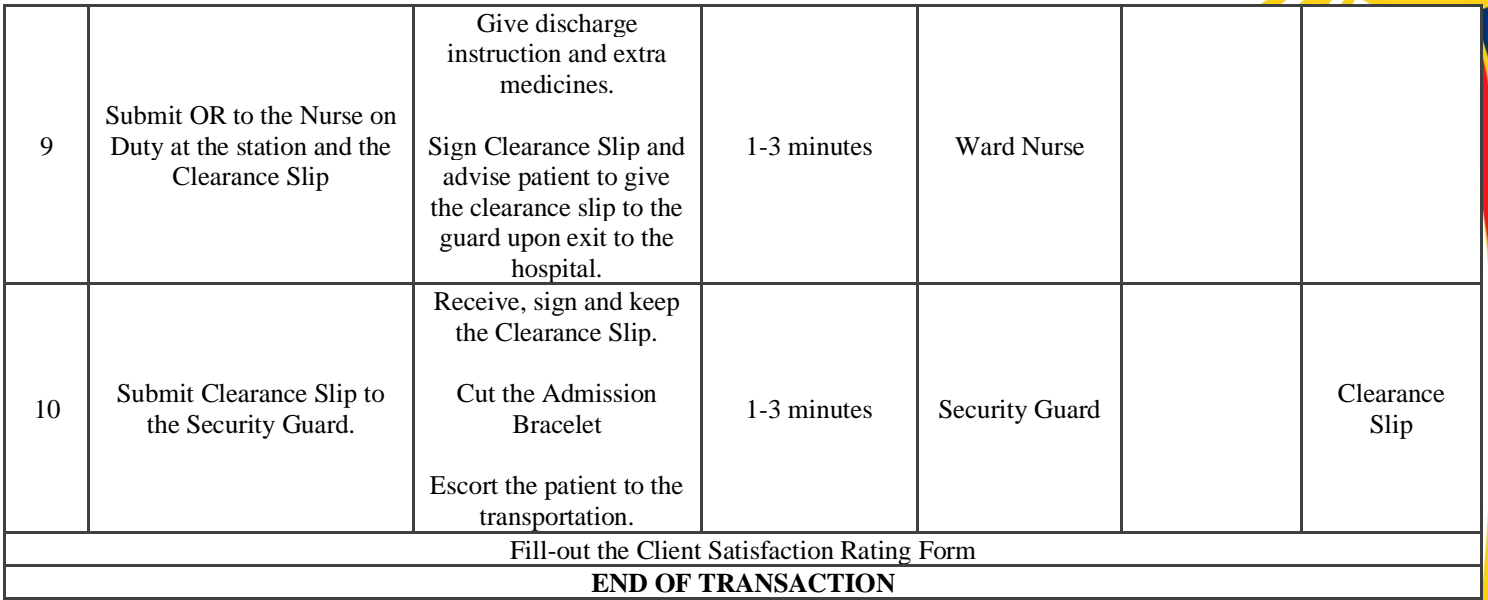 9
Submit OR to the Nurse on
Duty at the station and the
Clearance Slip
Give discharge
instruction and extra
medicines.
Sign Clearance Slip and
advise patient to give
the clearance slip to the
guard upon exit to the
hospital.
1-3 minutes
Ward Nurse
10
Submit Clearance Slip to
the Security Guard.
Receive, sign and keep
the Clearance Slip.
Cut the Admission
Bracelet
Escort the patient to the
transportation.
1-3 minutes
Security Guard
Clearance
Slip
Fill-out the Client Satisfaction Rating Form
END OF TRANSACTION